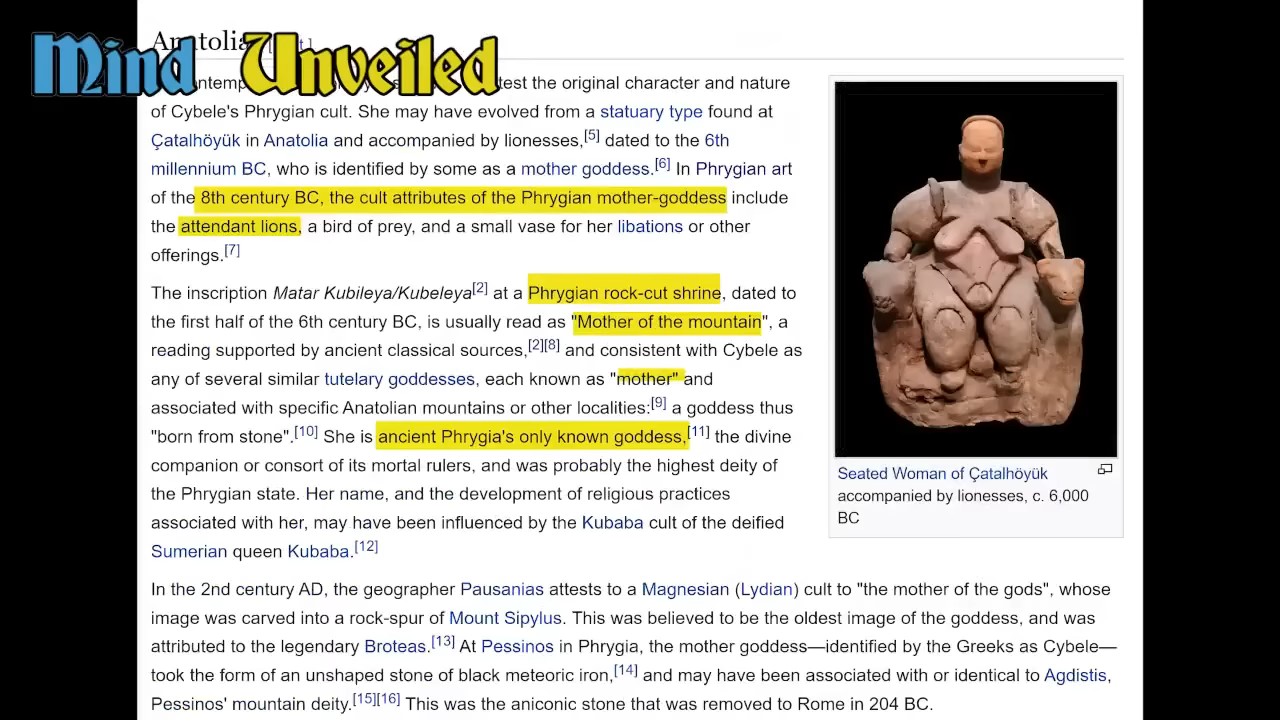 Mind Unveiled
Anatolia
test the original character and nature
of Cybele's Phrygian cult. She may have evolved from a statuary type found at
Çatalhöyük in Anatolia and accompanied by lionesses,[5] dated to the 6th
millennium BC, who is identified by some as a mother goddess.[6] In Phrygian art
of the 8th century BC, the cult attributes of the Phrygian mother-goddess include
the attendant lions, a bird of prey, and a small vase for her libations or other
offerings.[7]
The inscription Matar Kubileya/Kubeleya[2] at a Phrygian rock-cut shrine, dated to
the first half of the 6th century BC, is usually read as "Mother of the mountain", a
reading supported by ancient classical sources,[2][8] and consistent with Cybele as
any of several similar tutelary goddesses, each known as "mother" and
associated with specific Anatolian mountains or other localities:[9] a goddess thus
"born from stone".[10] She is ancient Phrygia's only known goddess,[11] the divine
companion or consort of its mortal rulers, and was probably the highest deity of
the Phrygian state. Her name, and the development of religious practices
associated with her, may have been influenced by the Kubaba cult of the deified
Sumerian queen Kubaba.[12]
In the 2nd century AD, the geographer Pausanias attests to a Magnesian (Lydian) cult to "the mother of the gods", whose
image was carved into a rock-spur of Mount Sipylus. This was believed to be the oldest image of the goddess, and was
attributed to the legendary Broteas.[13] At Pessinos in Phrygia, the mother goddess—identified by the Greeks as Cybele—
took the form of an unshaped stone of black meteoric iron,[14] and may have been associated with or identical to Agdistis,
Pessinos' mountain deity.[15][16] This was the aniconic stone that was removed to Rome in 204 BC.
Seated Woman of Çatalhöyük
accompanied by lionesses, c. 6,000
BC